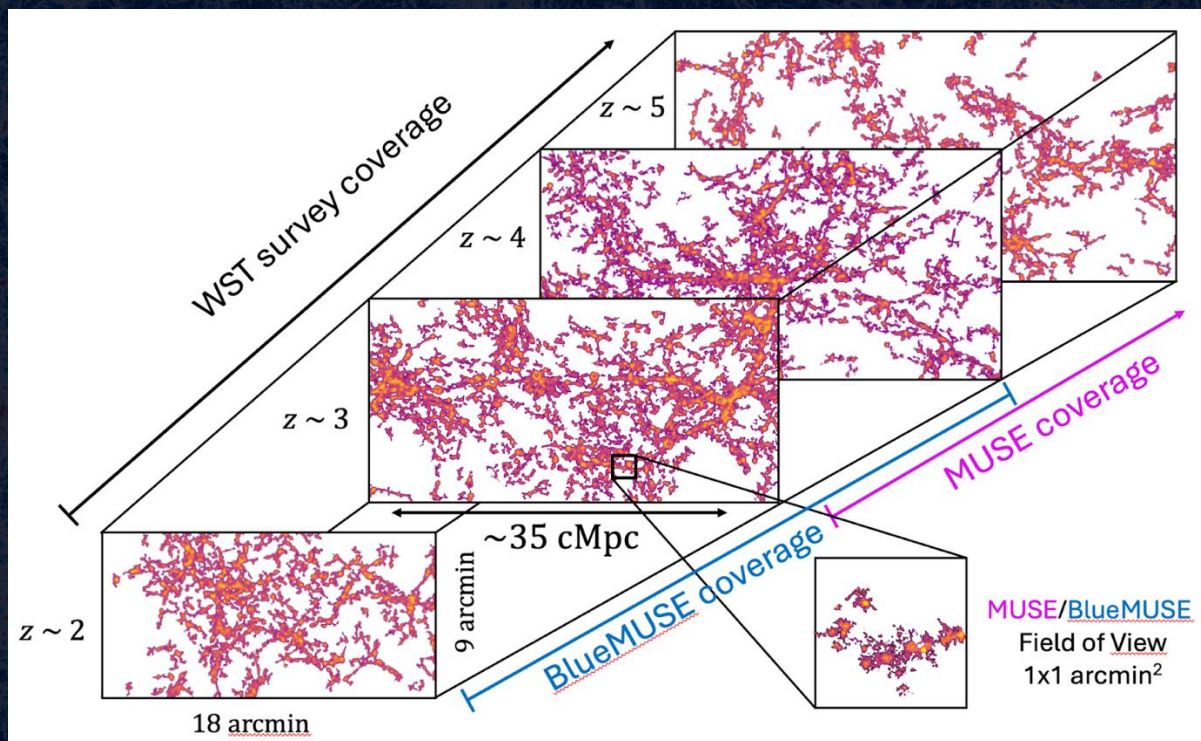 WST survey coverage
z ~ 5
z ~ 4
z ~ 3
~35 cMpc
z ~ 2
9 arcmin
18 arcmin
BlueMUSE coverage
MUSE coverage
MUSE/BlueMUSE
Field of View
1x1 arcmin²